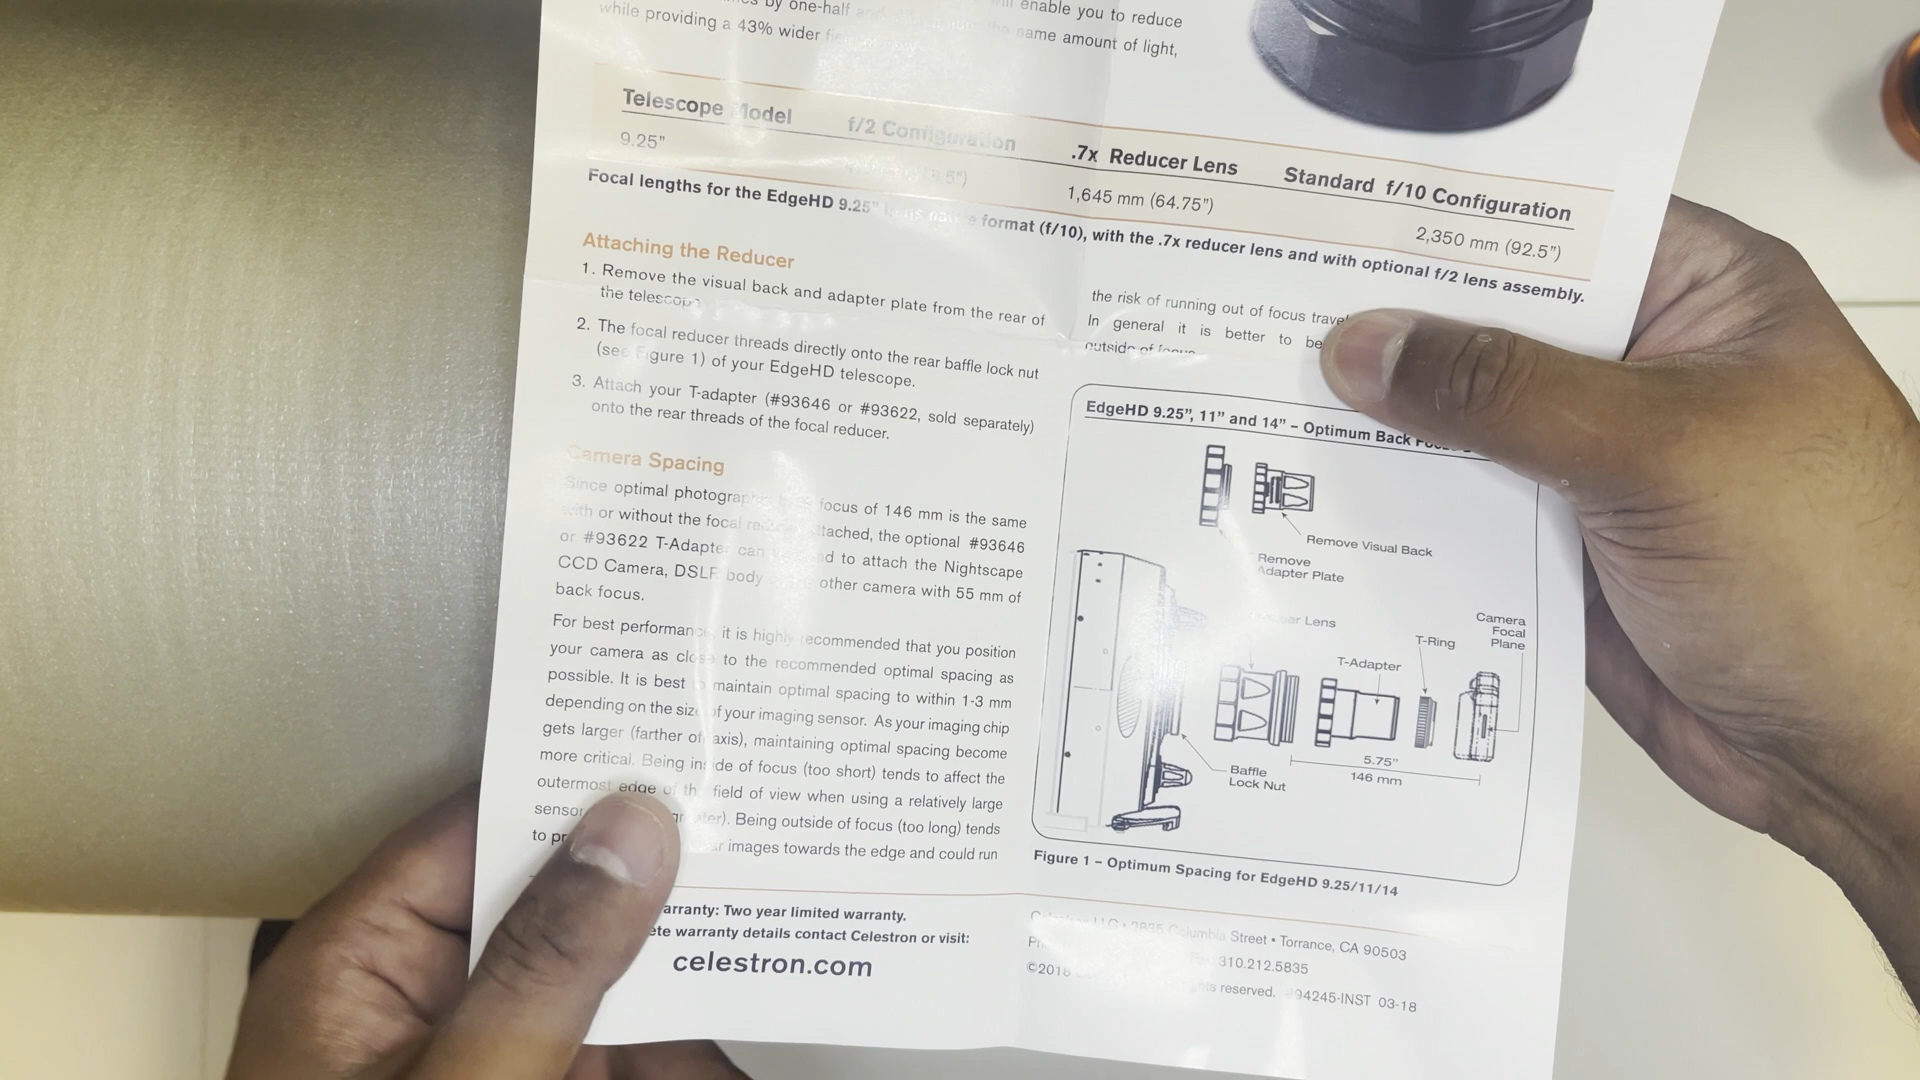 by one-half and enable you to reduce
while providing a 43% wider same amount of light,
Telescope Model f/2 Configuration .7x Reducer Lens Standard f/10 Configuration
9.25” 1,645 mm (64.75”) 2,350 mm (92.5”)
Focal lengths for the EdgeHD 9.25” format (f/10), with the .7x reducer lens and with optional f/2 lens assembly.
Attaching the Reducer
1. Remove the visual back and adapter plate from the rear of
the telescope
2. The focal reducer threads directly onto the rear baffle lock nut
(see Figure 1) of your EdgeHD telescope.
3. Attach your T-adapter (#93646 or #93622, sold separately)
onto the rear threads of the focal reducer.
Camera Spacing
Since optimal focus of 146 mm is the same
with or without the focal attached, the optional #93646
or #93622 T-Adapter can to attach the Nightscape
CCD Camera, DSLR body other camera with 55 mm of
back focus.
For best performance, it is highly recommended that you position
your camera as close to the recommended optimal spacing as
possible. It is best maintain optimal spacing to within 1-3 mm
depending on the size of your imaging sensor. As your imaging chip
gets larger (farther off axis), maintaining optimal spacing become
more critical. Being inside of focus (too short) tends to affect the
outermost edge of the field of view when using a relatively large
sensor Being outside of focus (too long) tends
to images towards the edge and could run
the risk of running out of focus travel
In general it is better to be
outside of focus
EdgeHD 9.25”, 11” and 14” – Optimum Back
Remove Visual Back
Remove
Adapter Plate
Lens
T-Adapter
T-Ring
Camera
Focal
Plane
Baffle
Lock Nut
5.75”
146 mm
Figure 1 – Optimum Spacing for EdgeHD 9.25/11/14
Two year limited warranty.
warranty details contact Celestron or visit:
celestron.com
Columbia Street • Torrance, CA 90503
310.212.5835
©2018 reserved. 94245-INST 03-18